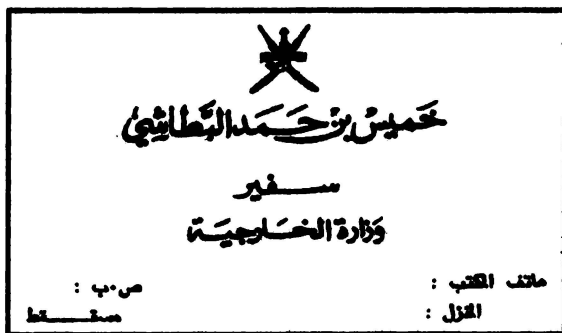 خميس بن حمد البطاشي
سفير
وزارة الخارجية
هاتف المكتب :
المنزل :
ص.ب :
مسقط